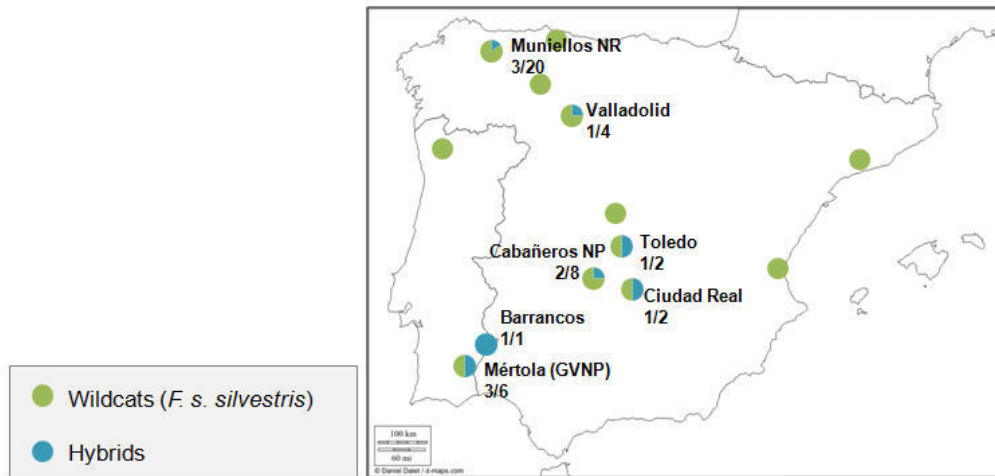 Muniellos NR
3/20
Valladolid
1/4
Toledo
1/2
Cabañeros NP
2/8
Ciudad Real
1/2
Barrancos
1/1
Mértola (GVNP)
3/6
Wildcats (F. s. silvestris)
Hybrids
100 km
60 mi
© Daniel Dalet / d-maps.com